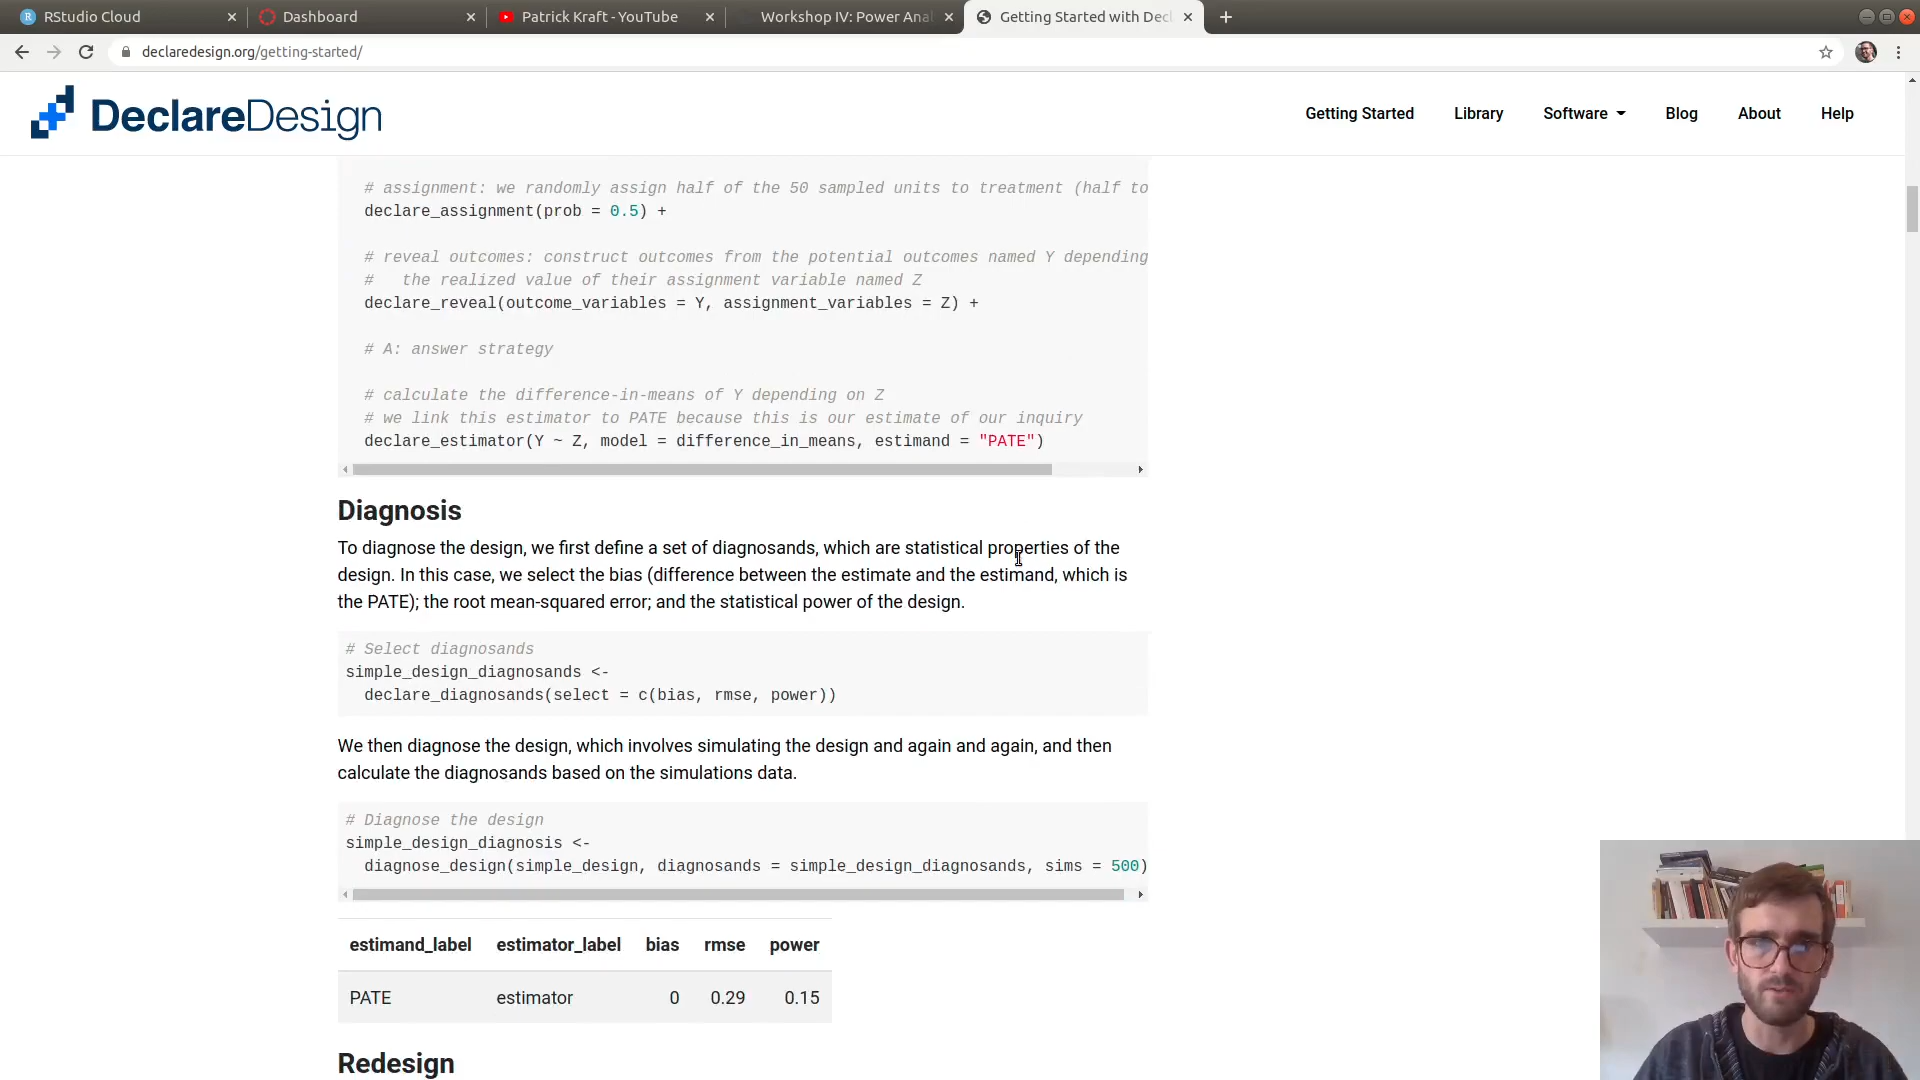 RStudio Cloud
Dashboard
Patrick Kraft - YouTube
Workshop IV: Power Ana
Getting Started with Dec
declaredesign.org/getting-started/
DeclareDesign
Getting Started
Library
Software
Blog
About
Help
# assignment: we randomly assign half of the 50 sampled units to treatment (half to
declare_assignment(prob = 0.5) +
# reveal outcomes: construct outcomes from the potential outcomes named Y depending
# the realized value of their assignment variable named Z
declare_reveal(outcome_variables = Y, assignment_variables = Z) +
# A: answer strategy
# calculate the difference-in-means of Y depending on Z
# we link this estimator to PATE because this is our estimate of our inquiry
declare_estimator(Y ~ Z, model = difference_in_means, estimand = "PATE")
Diagnosis
To diagnose the design, we first define a set of diagnosands, which are statistical properties of the
design. In this case, we select the bias (difference between the estimate and the estimand, which is
the PATE); the root mean-squared error; and the statistical power of the design.
# Select diagnosands
simple_design_diagnosands <-
declare_diagnosands(select = c(bias, rmse, power))
We then diagnose the design, which involves simulating the design and again and again, and then
calculate the diagnosands based on the simulations data.
# Diagnose the design
simple_design_diagnosis <-
diagnose_design(simple_design, diagnosands = simple_design_diagnosands, sims = 500)
estimand_label estimator_label bias rmse power
PATE estimator 0 0.29 0.15
Redesign